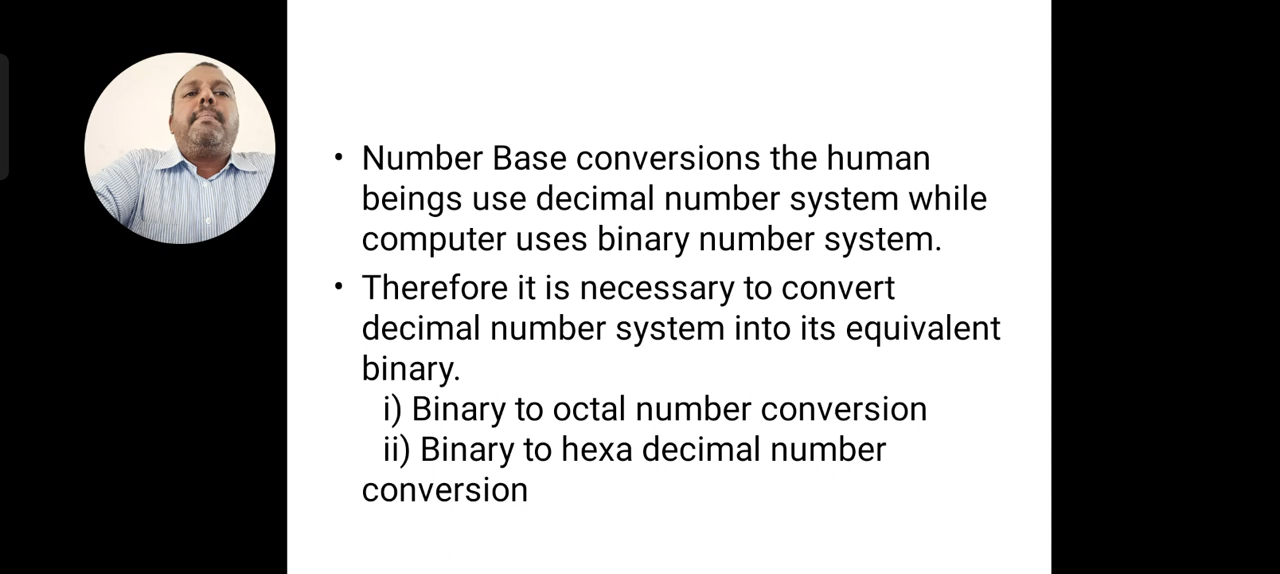 • Number Base conversions the human
beings use decimal number system while
computer uses binary number system.
• Therefore it is necessary to convert
decimal number system into its equivalent
binary.
i) Binary to octal number conversion
ii) Binary to hexa decimal number
conversion